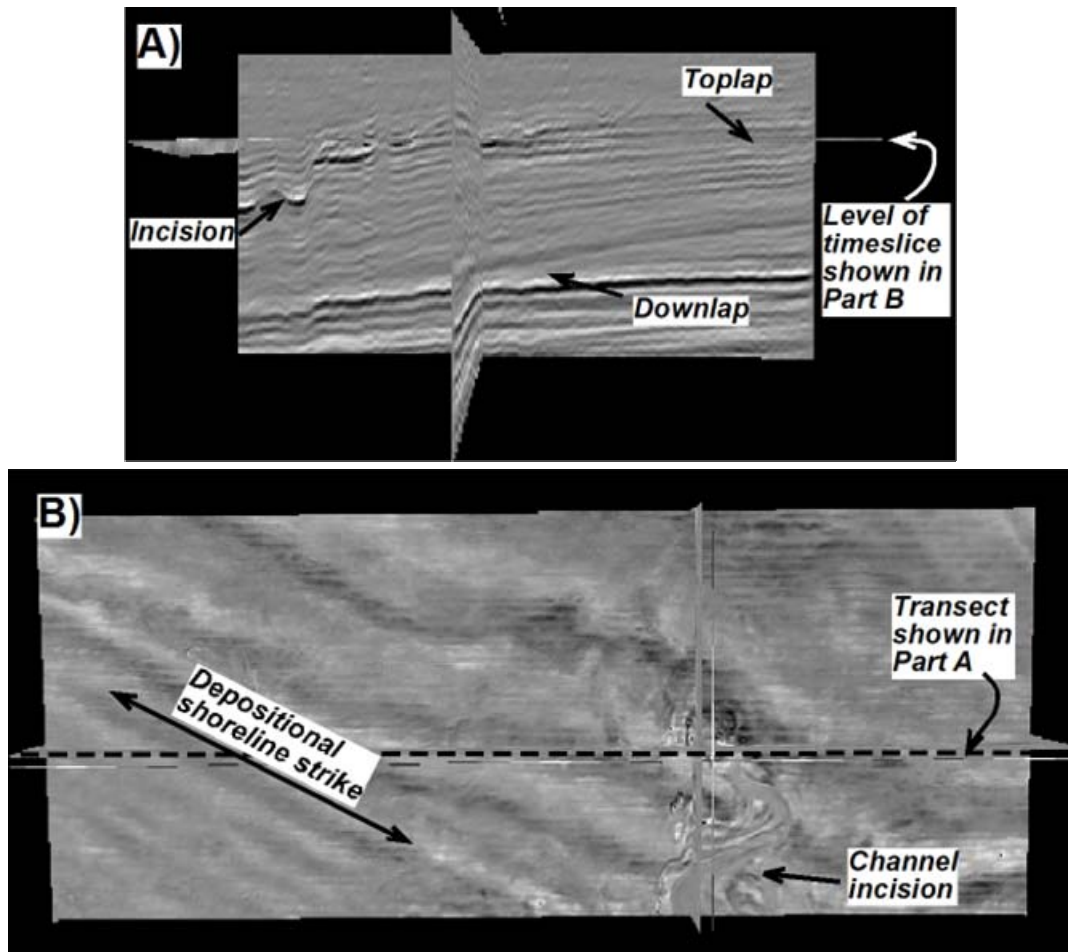 A)
Toplap
Incision
Level of
timeslice
shown in
Part B
Downlap
B)
Transect
shown in
Part A
Depositional
shoreline strike
Channel
incision